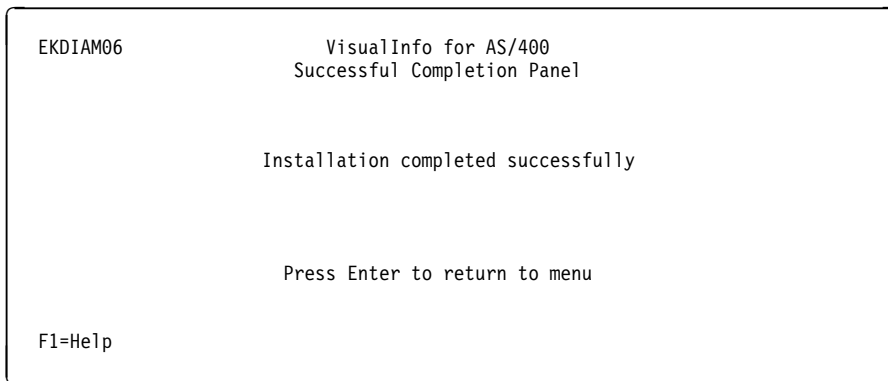 EKDIAM06 VisualInfo for AS/400
Successful Completion Panel
Installation completed successfully
Press Enter to return to menu
F1=Help